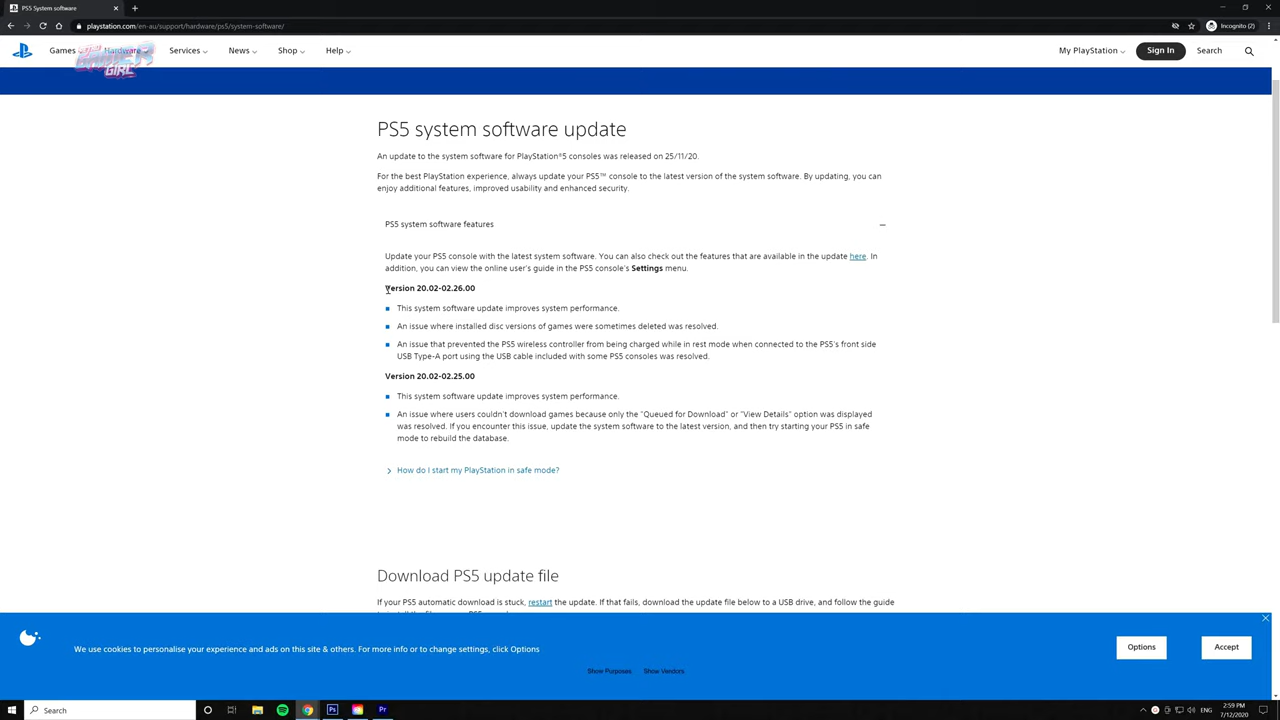 PS5 System software
playstation.com/en-au/support/hardware/ps5/system-software/
Incognito (2)
Games Hardware Services News Shop Help My PlayStation Sign In Search
RETRO GAMER GIRL
PS5 system software update
An update to the system software for PlayStation®5 consoles was released on 25/11/20.
For the best PlayStation experience, always update your PS5™ console to the latest version of the system software. By updating, you can
enjoy additional features, improved usability and enhanced security.
PS5 system software features
Update your PS5 console with the latest system software. You can also check out the features that are available in the update here. In
addition, you can view the online user's guide in the PS5 console's Settings menu.
Version 20.02-02.26.00
This system software update improves system performance.
An issue where installed disc versions of games were sometimes deleted was resolved.
An issue that prevented the PS5 wireless controller from being charged while in rest mode when connected to the PS5's front side
USB Type-A port using the USB cable included with some PS5 consoles was resolved.
Version 20.02-02.25.00
This system software update improves system performance.
An issue where users couldn't download games because only the "Queued for Download" or "View Details" option was displayed
was resolved. If you encounter this issue, update the system software to the latest version, and then try starting your PS5 in safe
mode to rebuild the database.
How do I start my PlayStation in safe mode?
Download PS5 update file
If your PS5 automatic download is stuck, restart the update. If that fails, download the update file below to a USB drive, and follow the guide
We use cookies to personalise your experience and ads on this site & others. For more info or to change settings, click Options
Options
Accept
Show Purposes Show Vendors
Search
ENG
2:59 PM
7/12/2020